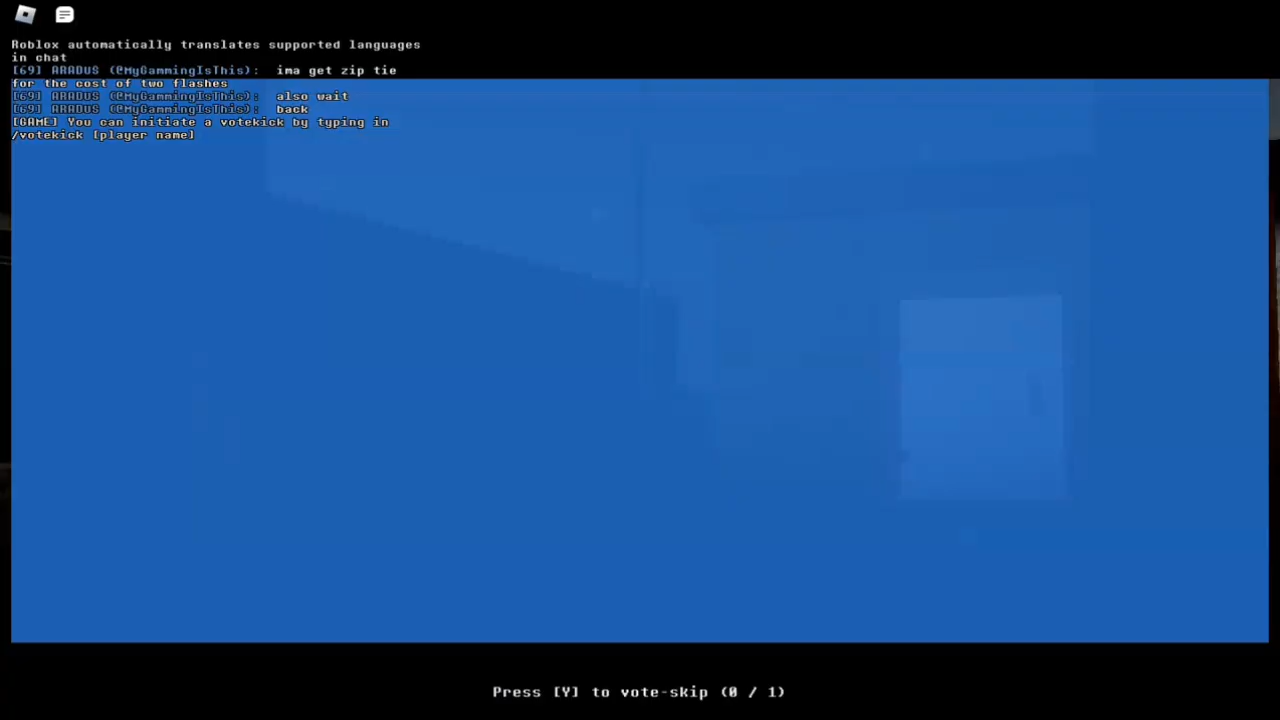 Roblox automatically translates supported languages
in chat
[69] ARADUS (@MyGammingIsThis): ima get zip tie
for the cost of two flashes
[69] ARADUS (@MyGammingIsThis): also wait
[69] ARADUS (@MyGammingIsThis): back
[GAME] You can initiate a votekick by typing in
/votekick [player name]
Press [Y] to vote-skip (0 / 1)